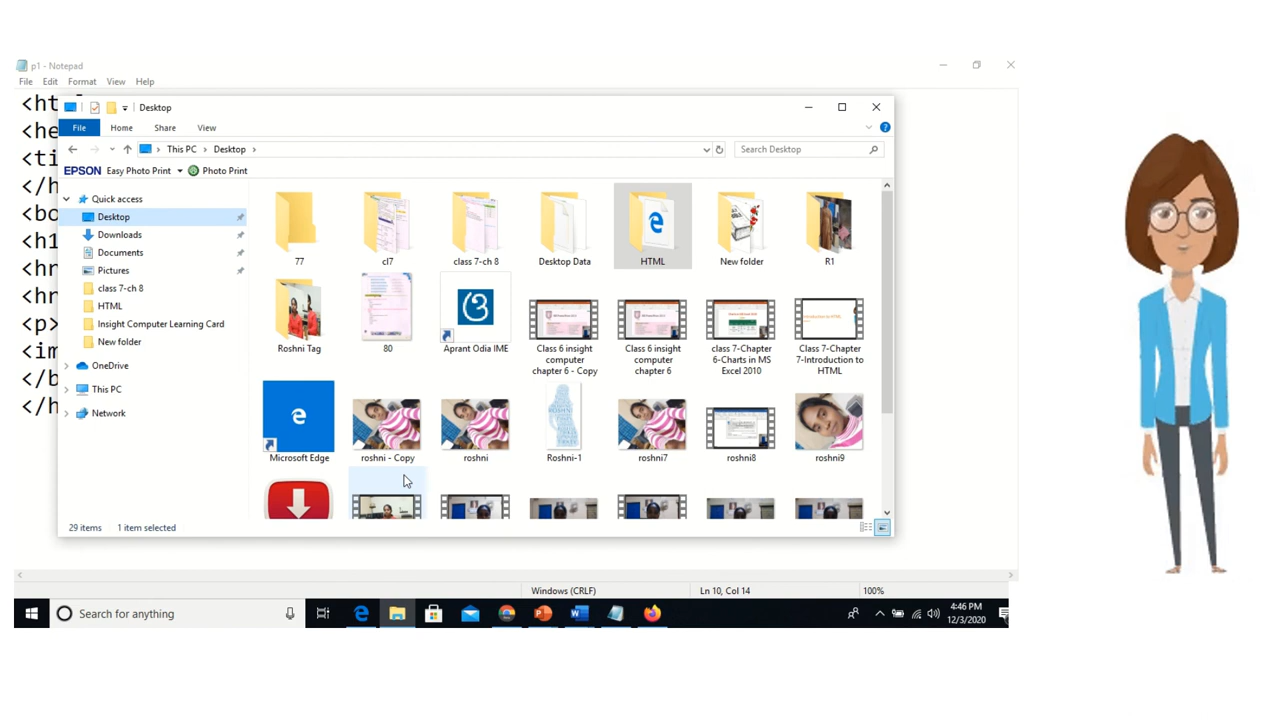 p1 - Notepad
File Edit Format View Help
<ht
<he
<ti
</h
<bo
<h1
<hr
<hr
<p>
<im
</b
</h
Desktop
File Home Share View
This PC Desktop
Search Desktop
EPSON Easy Photo Print Photo Print
Quick access
Desktop
Downloads
Documents
Pictures
class 7-ch 8
HTML
Insight Computer Learning Card
New folder
OneDrive
This PC
Network
77 cl7 class 7-ch 8 Desktop Data HTML New folder R1
Roshni Tag 80 Aprant Odia IME
Class 6 insight computer chapter 6 - Copy
Class 6 insight computer chapter 6
class 7-Chapter 6-Charts in MS Excel 2010
Class 7-Chapter 7-Introduction to HTML
Microsoft Edge roshni - Copy roshni Roshni-1 roshni7 roshni8 roshni9
29 items 1 item selected
Windows (CRLF) Ln 10, Col 14 100%
Search for anything
4:46 PM
12/3/2020